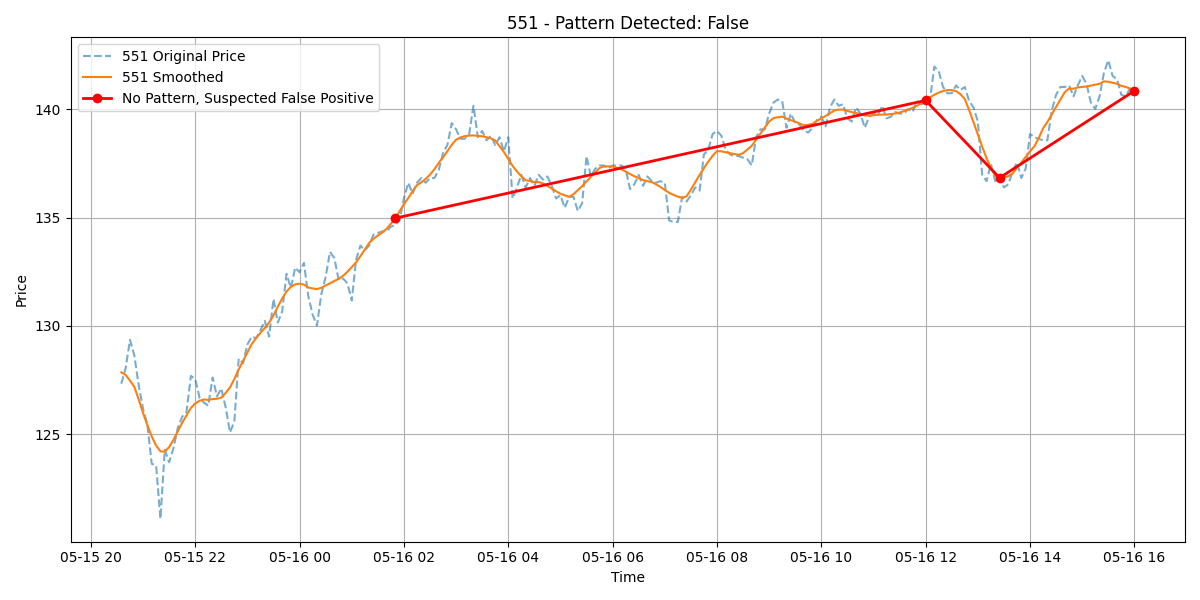 551 - Pattern Detected: False
551 Original Price
551 Smoothed
No Pattern, Suspected False Positive
140
135
130
125
Price
05-15 20 05-15 22 05-16 00 05-16 02 05-16 04 05-16 06 05-16 08 05-16 10 05-16 12 05-16 14 05-16 16
Time